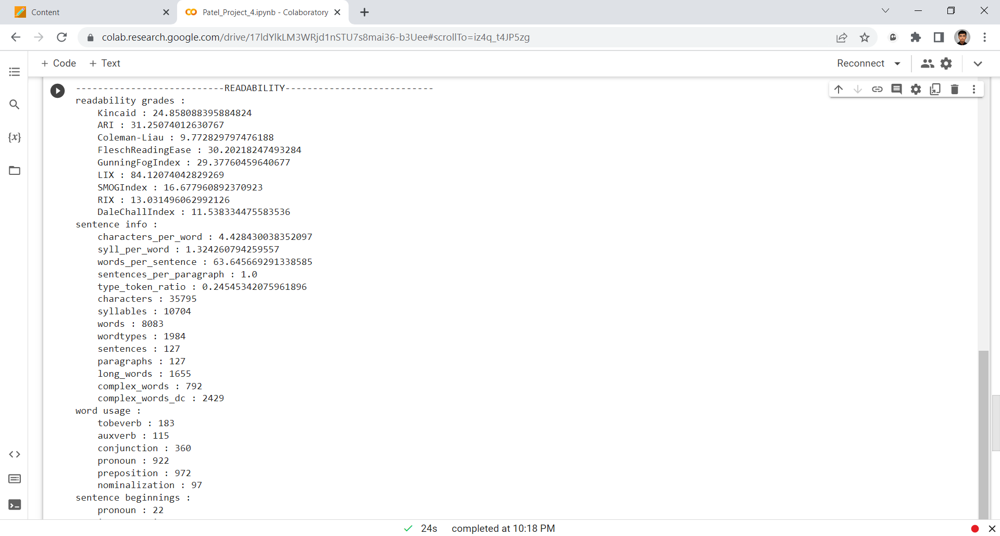 Content
Patel_Project_4.ipynb - Colaboratory
colab.research.google.com/drive/17ldYlkLM3WRjd1nSTU7s8mai36-b3Uee#scrollTo=iz4q_t4JP5zg
+ Code + Text
Reconnect
---------------------------READABILITY---------------------------
readability grades :
Kincaid : 24.858088395884824
ARI : 31.25074012630767
Coleman-Liau : 9.772829797476188
FleschReadingEase : 30.20218247493284
GunningFogIndex : 29.37760459640677
LIX : 84.12074042829269
SMOGIndex : 16.677960892370923
RIX : 13.031496062992126
DaleChallIndex : 11.538334475583536
sentence info :
characters_per_word : 4.428430038352097
syll_per_word : 1.324260794259557
words_per_sentence : 63.645669291338585
sentences_per_paragraph : 1.0
type_token_ratio : 0.24545342075961896
characters : 35795
syllables : 10704
words : 8083
wordtypes : 1984
sentences : 127
paragraphs : 127
long_words : 1655
complex_words : 792
complex_words_dc : 2429
word usage :
tobeverb : 183
auxverb : 115
conjunction : 360
pronoun : 922
preposition : 972
nominalization : 97
sentence beginnings :
pronoun : 22
24s completed at 10:18 PM